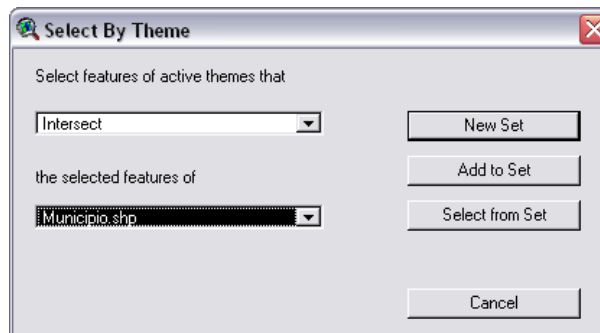 Select By Theme
Select features of active themes that
Intersect
the selected features of
Municipio.shp
New Set
Add to Set
Select from Set
Cancel